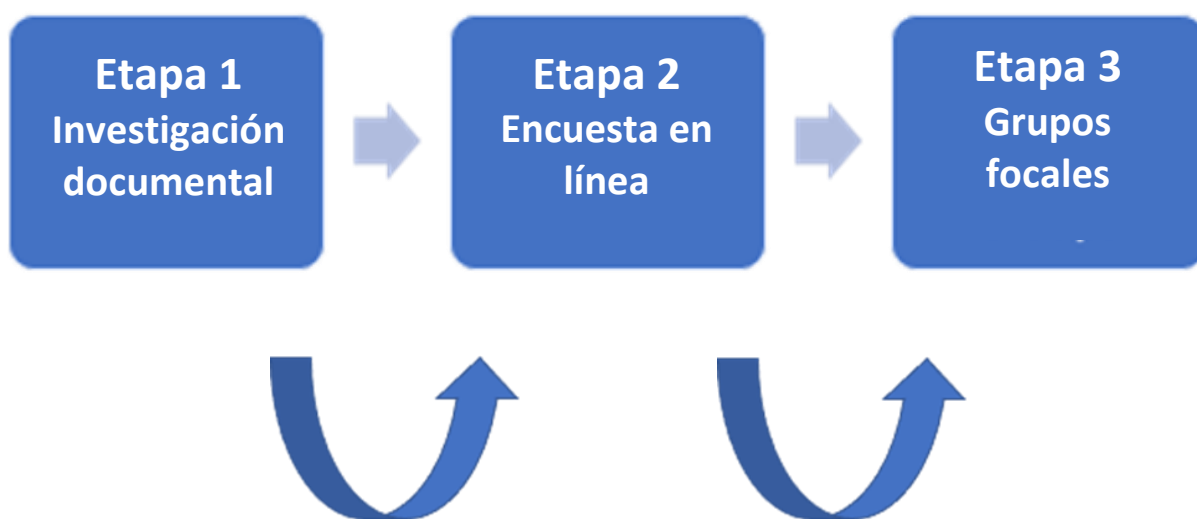 Etapa 1
Investigación
documental
Etapa 2
Encuesta en
línea
Etapa 3
Grupos
focales